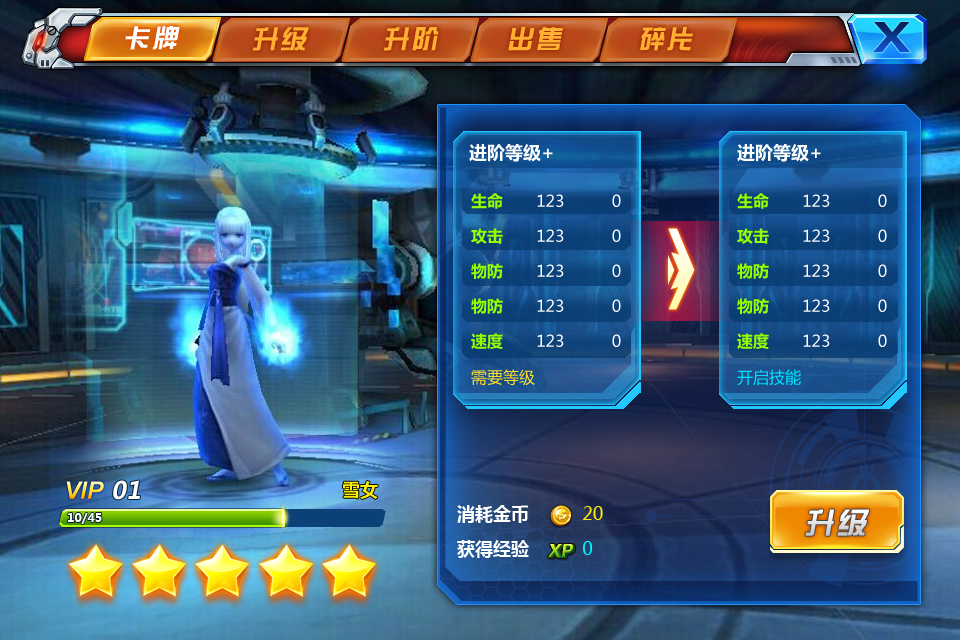 卡牌 升级 升阶 出售 碎片 X
进阶等级+
生命 123 0
攻击 123 0
物防 123 0
物防 123 0
速度 123 0
需要等级
进阶等级+
生命 123 0
攻击 123 0
物防 123 0
物防 123 0
速度 123 0
开启技能
VIP 01 雪女
10/45
消耗金币 20
获得经验 XP 0
升级